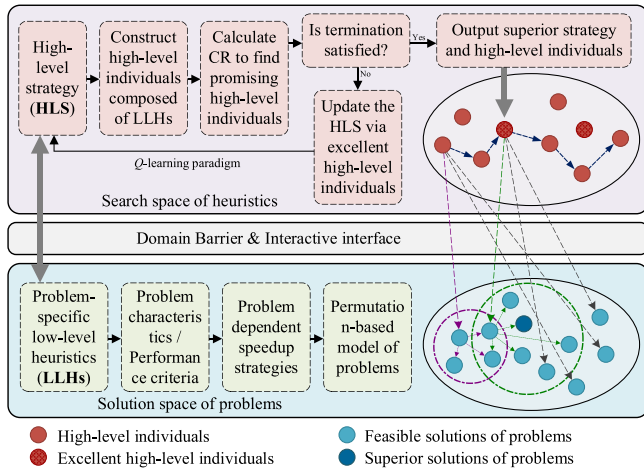 High-
level
strategy
(HLS)
Construct
high-level
individuals
composed
of LLHs
Calculate
CR to find
promising
high-level
individuals
Is termination
satisfied?
Yes
Output superior strategy
and high-level individuals
No
Update the
HLS via
excellent
high-level
individuals
Q-learning paradigm
Search space of heuristics
Domain Barrier & Interactive interface
Problem-
specific
low-level
heuristics
(LLHs)
Problem
characteris
tics /
Performan
ce criteria
Problem
dependent
speedup
strategies
Permutatio
n-based
model of
problems
Solution space of problems
High-level individuals
Feasible solutions of problems
Excellent high-level individuals
Superior solutions of problems